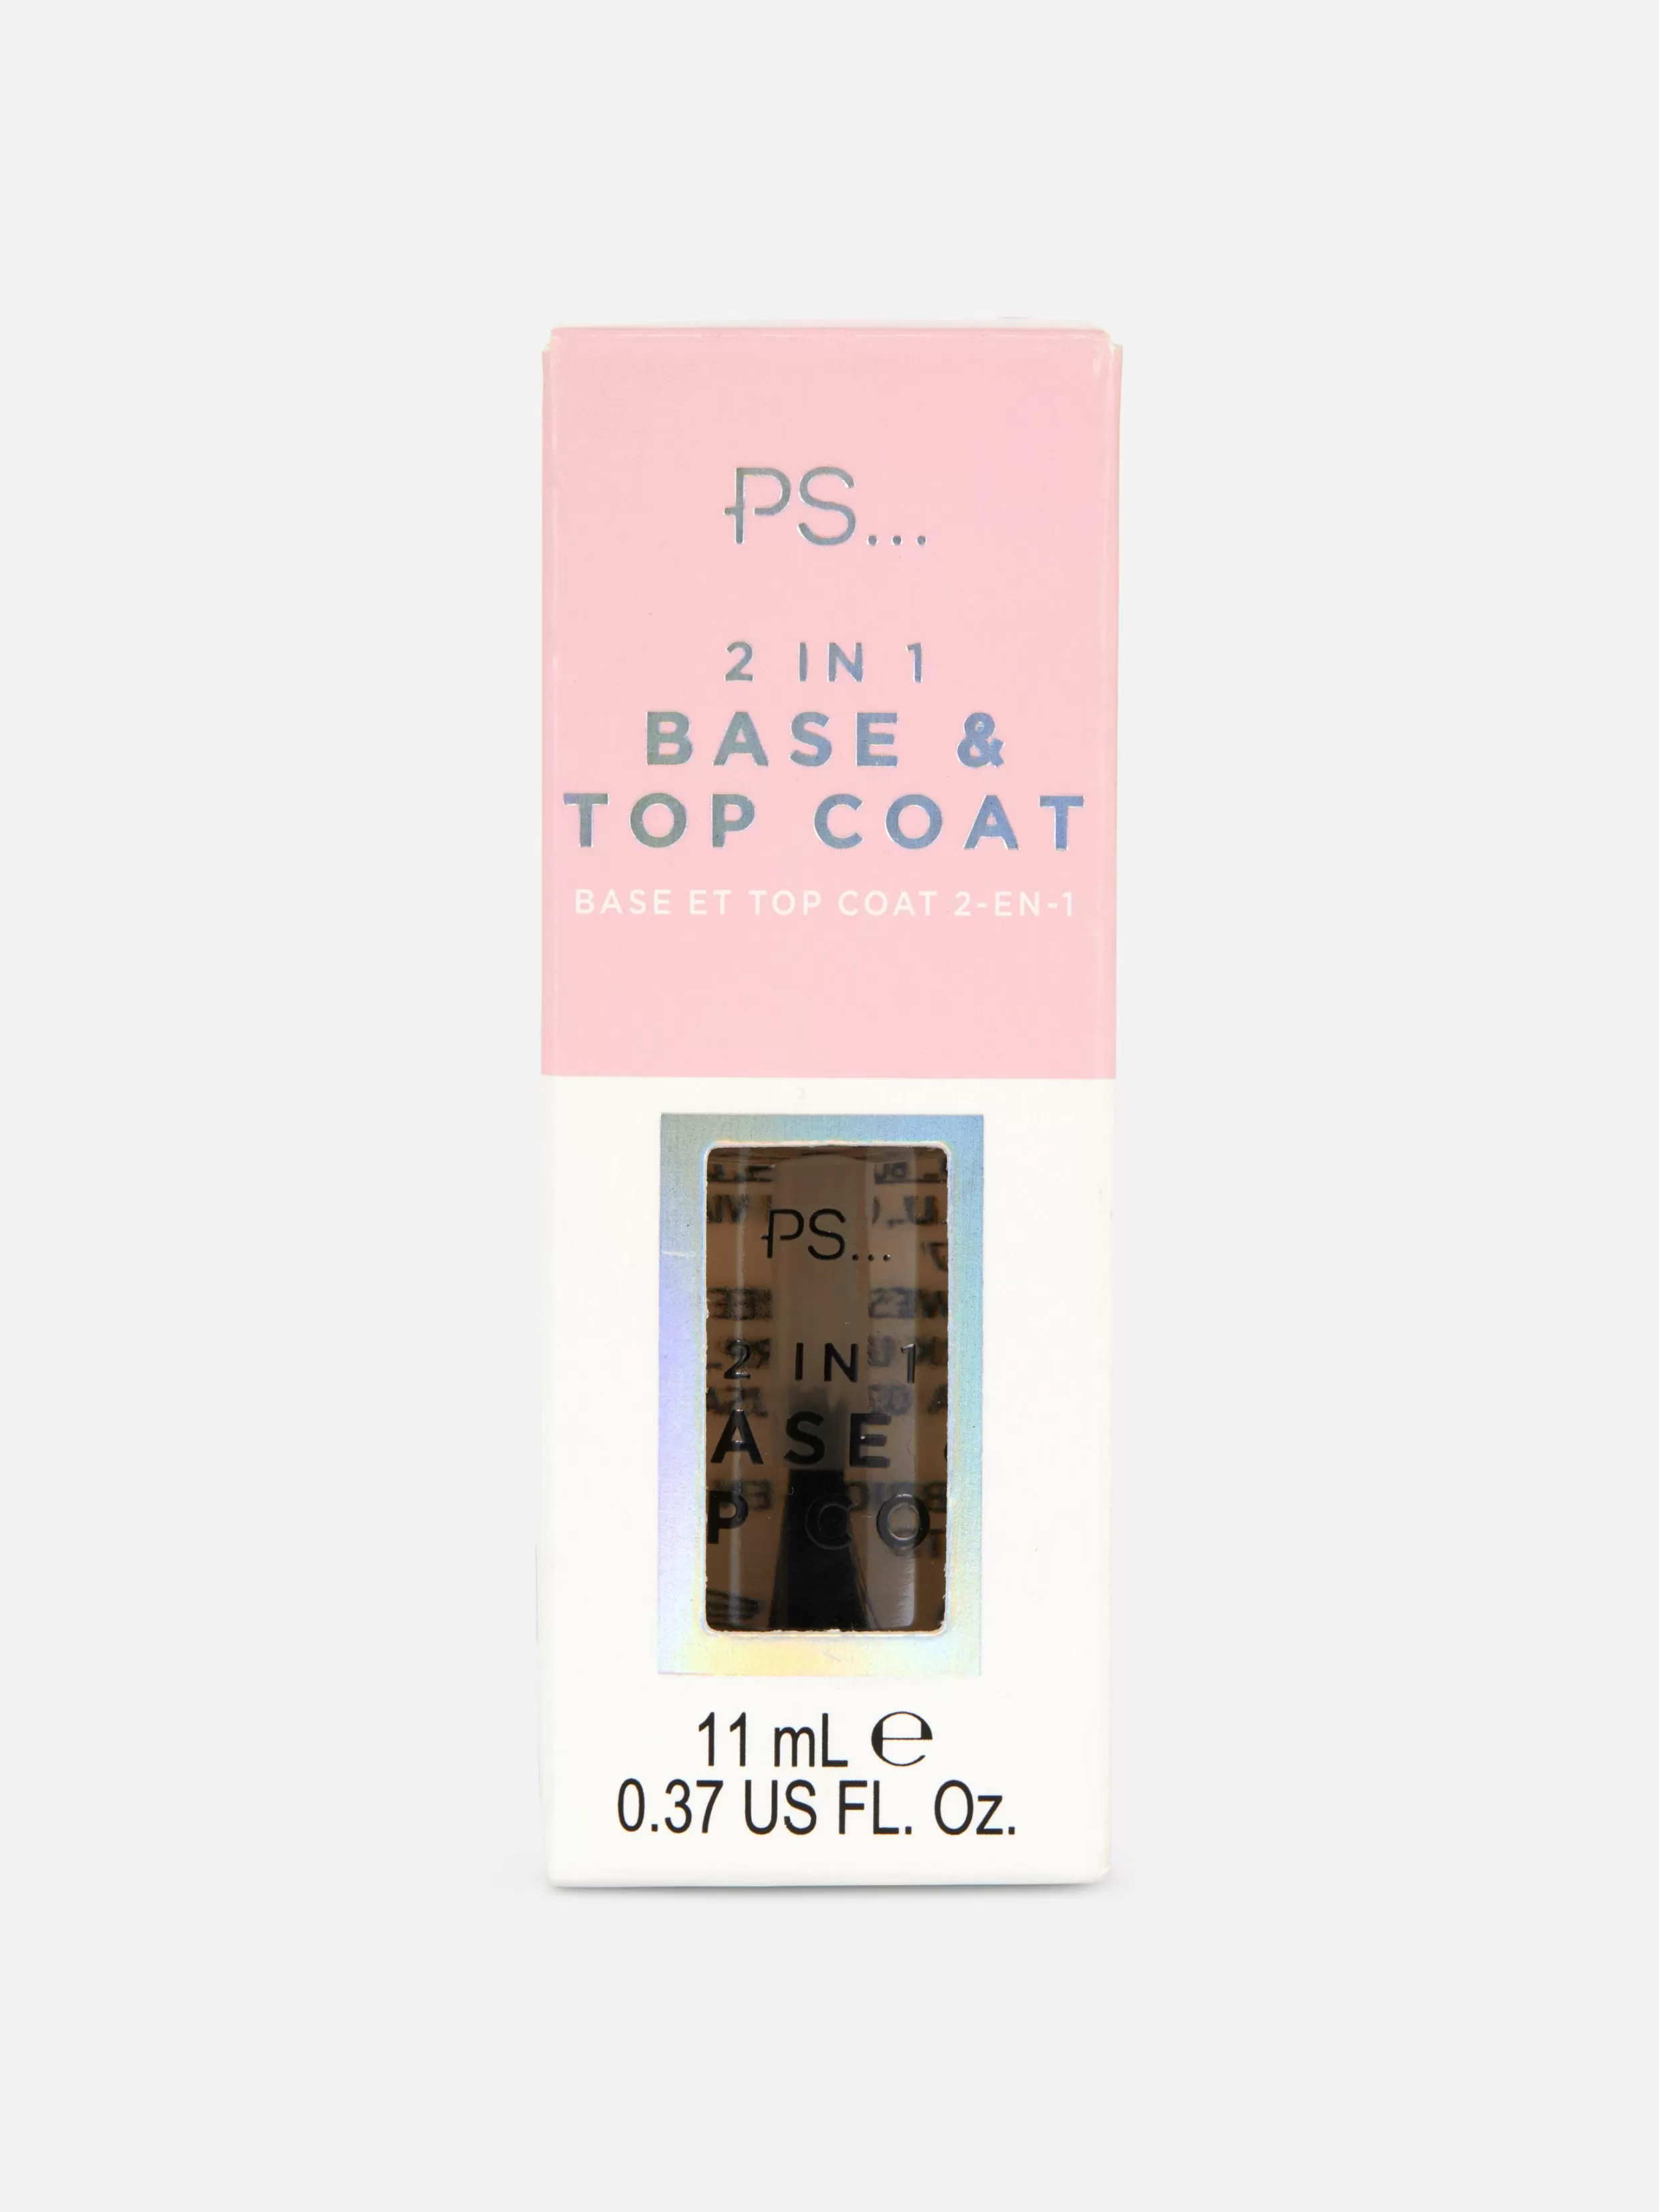 PS...
2 IN 1
BASE &
TOP COAT
BASE ET TOP COAT 2-EN-1
PS...
2 IN 1
ASE
P CO
11 mL ℮
0.37 US FL. Oz.